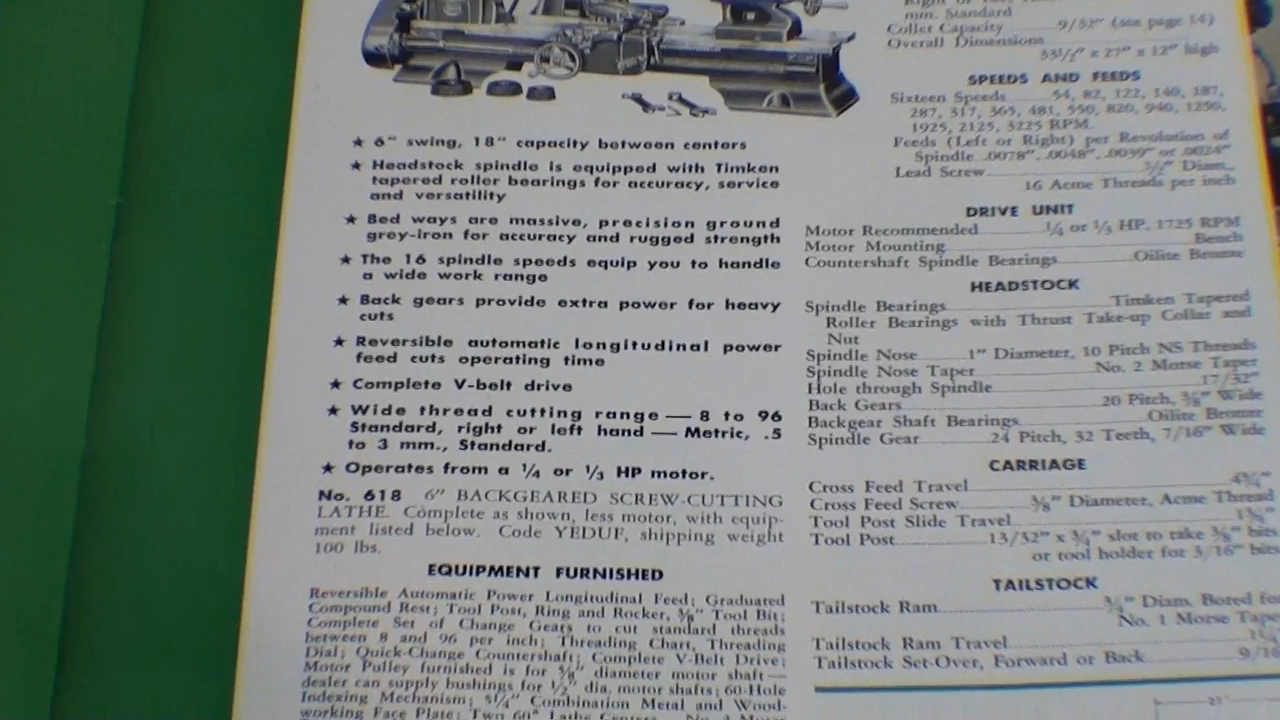 ★ 6" swing, 18" capacity between centers
★ Headstock spindle is equipped with Timken
tapered roller bearings for accuracy, service
and versatility
★ Bed ways are massive, precision ground
grey-iron for accuracy and rugged strength
★ The 16 spindle speeds equip you to handle
a wide work range
★ Back gears provide extra power for heavy
cuts
★ Reversible automatic longitudinal power
feed cuts operating time
★ Complete V-belt drive
★ Wide thread cutting range — 8 to 96
Standard, right or left hand — Metric, .5
to 3 mm., Standard.
★ Operates from a ¼ or ⅓ HP motor.
No. 618 6" BACKGEARED SCREW-CUTTING
LATHE. Complete as shown, less motor, with equip-
ment listed below. Code YEDUF, shipping weight
100 lbs.
EQUIPMENT FURNISHED
Reversible Automatic Power Longitudinal Feed; Graduated
Compound Rest; Tool Post, Ring and Rocker, ⅜" Tool Bit;
Complete Set of Change Gears to cut standard threads
between 8 and 96 per inch; Threading Chart, Threading
Dial; Quick-Change Countershaft; Complete V-Belt Drive;
Motor Pulley furnished is for ⅝" diameter motor shaft—
dealer can supply bushings for ½" dia. motor shafts; 60-Hole
Indexing Mechanism; 5¼" Combination Metal and Wood-
working Face Plate; Two 60° Lathe Centers
mm. Standard
Collet Capacity 9/32" (see page 14)
Overall Dimensions
x 27" x 12" high
SPEEDS AND FEEDS
Sixteen Speeds 54, 82, 122, 140, 187,
287, 317, 365, 481, 550, 820, 940, 1250,
1925, 2125, 3225 RPM.
Feeds (Left or Right) per Revolution of
Spindle .0078", .0048", .0039" or .0024"
Lead Screw ½" Diam.
16 Acme Threads per inch
DRIVE UNIT
Motor Recommended ¼ or ⅓ HP, 1725 RPM
Motor Mounting Bench
Countershaft Spindle Bearings Oilite Bronze
HEADSTOCK
Spindle Bearings Timken Tapered
Roller Bearings with Thrust Take-up Collar and
Nut
Spindle Nose 1" Diameter, 10 Pitch NS Threads
Spindle Nose Taper No. 2 Morse Taper
Hole through Spindle 17/32"
Back Gears 20 Pitch, ⅜" Wide
Backgear Shaft Bearings Oilite Bronze
Spindle Gear 24 Pitch, 32 Teeth, 7/16" Wide
CARRIAGE
Cross Feed Travel
Cross Feed Screw ⅜" Diameter, Acme Thread
Tool Post Slide Travel
Tool Post 13/32" x ¾" slot to take ⅜" bits
or tool holder for 3/16" bits
TAILSTOCK
Tailstock Ram ¾" Diam. Bored for
No. 1 Morse Tape
Tailstock Ram Travel
Tailstock Set-Over, Forward or Back 9/16